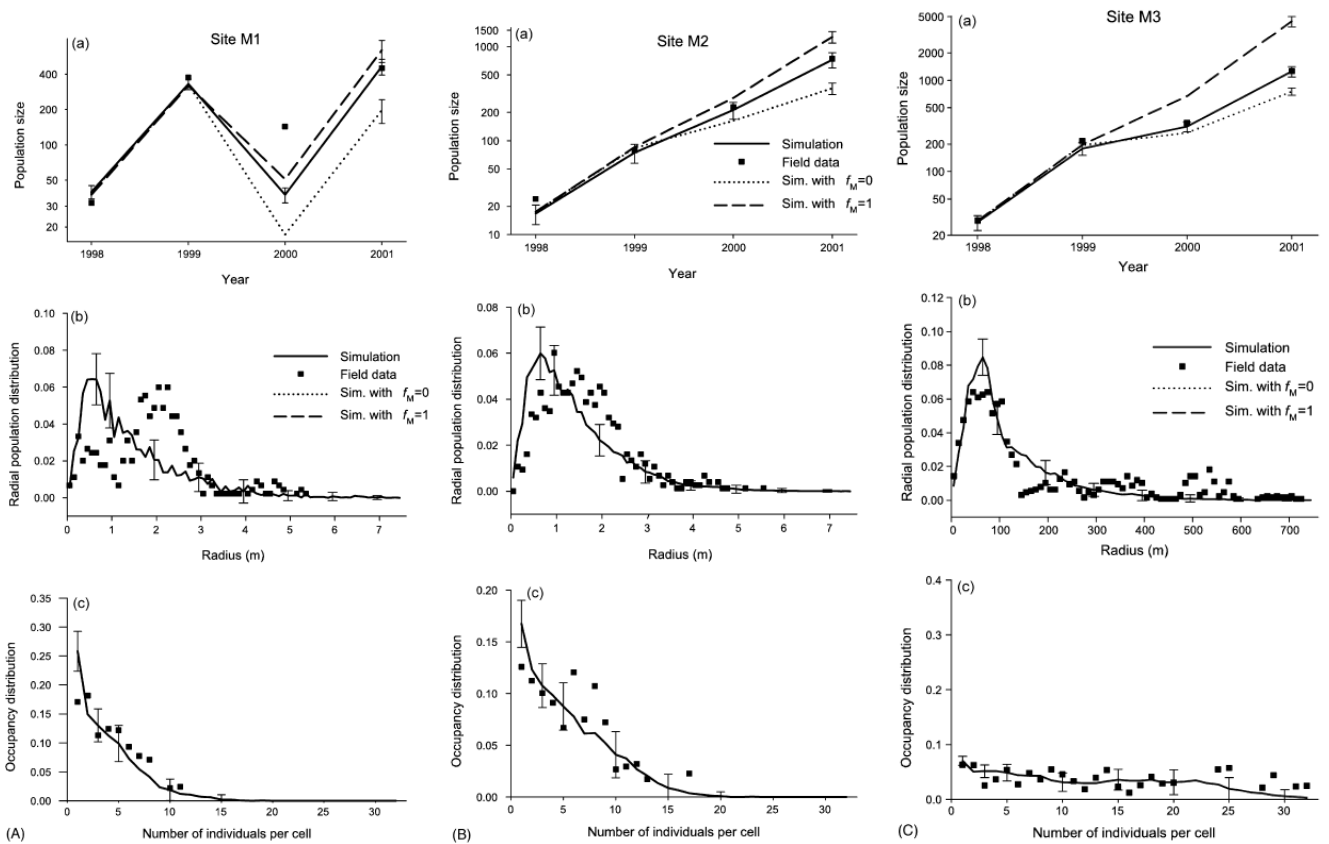 (a)
Site M1
Population size
400
200
100
50
30
20
1998
1999
2000
2001
Year
(b)
Radial population distribution
0.10
0.08
0.06
0.04
0.02
0.00
Simulation
Field data
Sim. with fM=0
Sim. with fM=1
0 1 2 3 4 5 6 7
Radius (m)
(c)
Occupancy distribution
0.35
0.30
0.25
0.20
0.15
0.10
0.05
0.00
0 5 10 15 20 25 30
Number of individuals per cell
(A)
(a)
Site M2
Population size
1500
1000
500
200
100
50
20
10
Simulation
Field data
Sim. with fM=0
Sim. with fM=1
1998 1999 2000 2001
Year
(b)
Radial population distribution
0.08
0.06
0.04
0.02
0.00
0 1 2 3 4 5 6 7
Radius (m)
(c)
Occupancy distribution
0.20
0.15
0.10
0.05
0.00
0 5 10 15 20 25 30
Number of individuals per cell
(B)
(a)
Site M3
Population size
5000
2000
1000
500
200
100
50
20
1998 1999 2000 2001
Year
(b)
Radial population distribution
0.12
0.10
0.08
0.06
0.04
0.02
0.00
Simulation
Field data
Sim. with fM=0
Sim. with fM=1
0 100 200 300 400 500 600 700
Radius (m)
(c)
Occupancy distribution
0.4
0.3
0.2
0.1
0.0
0 5 10 15 20 25 30
Number of individuals per cell
(C)